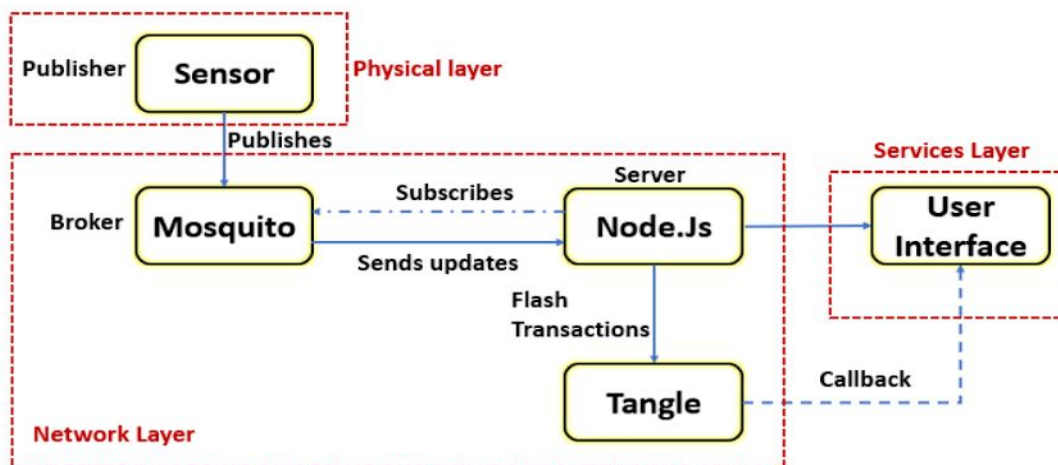 Publisher
Sensor
Physical layer
Publishes
Services Layer
Server
Subscribes
Broker
Mosquito
Node.Js
User
Interface
Sends updates
Flash
Transactions
Tangle
Callback
Network Layer